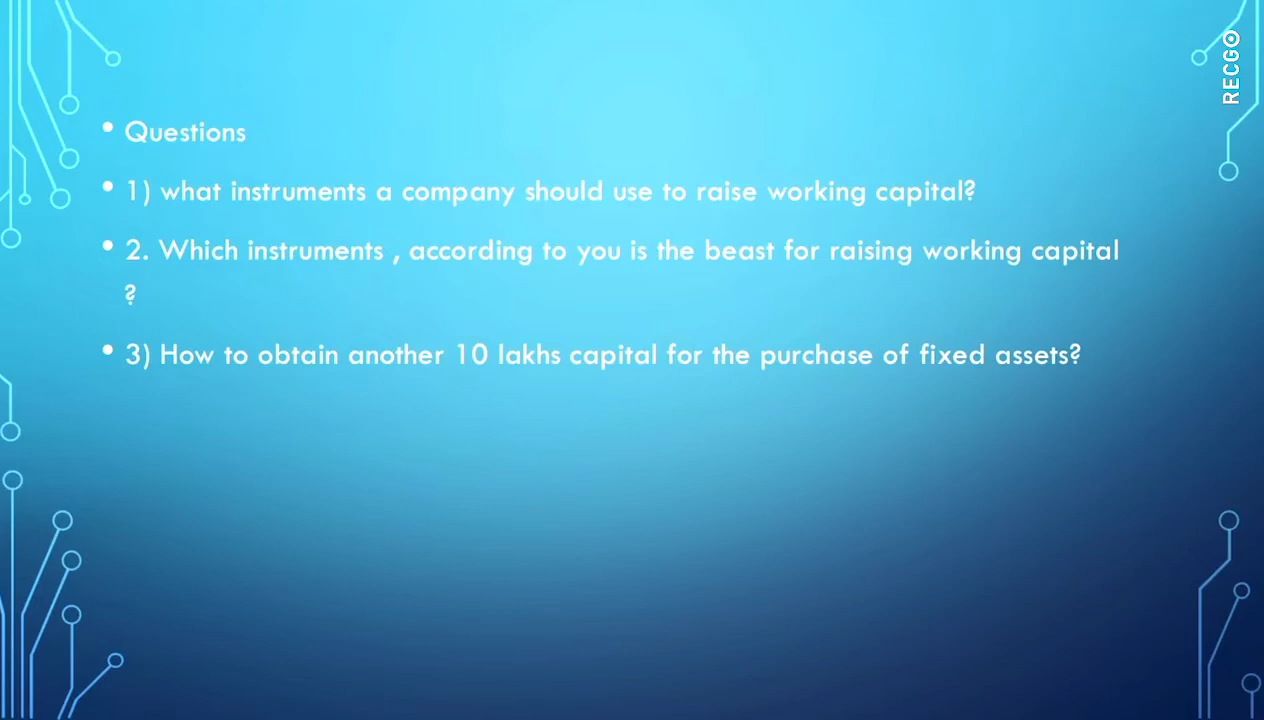 • Questions
• 1) what instruments a company should use to raise working capital?
• 2. Which instruments , according to you is the beast for raising working capital
?
• 3) How to obtain another 10 lakhs capital for the purchase of fixed assets?
RECGO